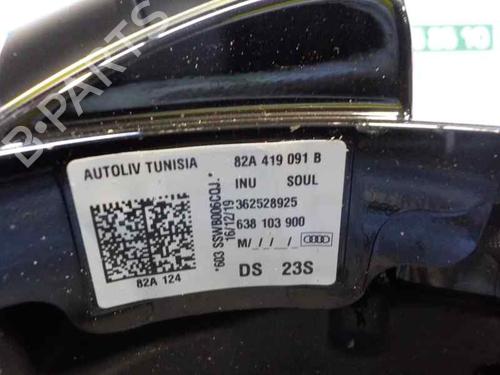 B-PARTS
AUTOLIV TUNISIA
82A 419 091 B
INU SOUL
362528925
638 103 900
M/_/_/_/
DS 23S
82A 124
*603 SSWB006CQJ.*
16/12/19